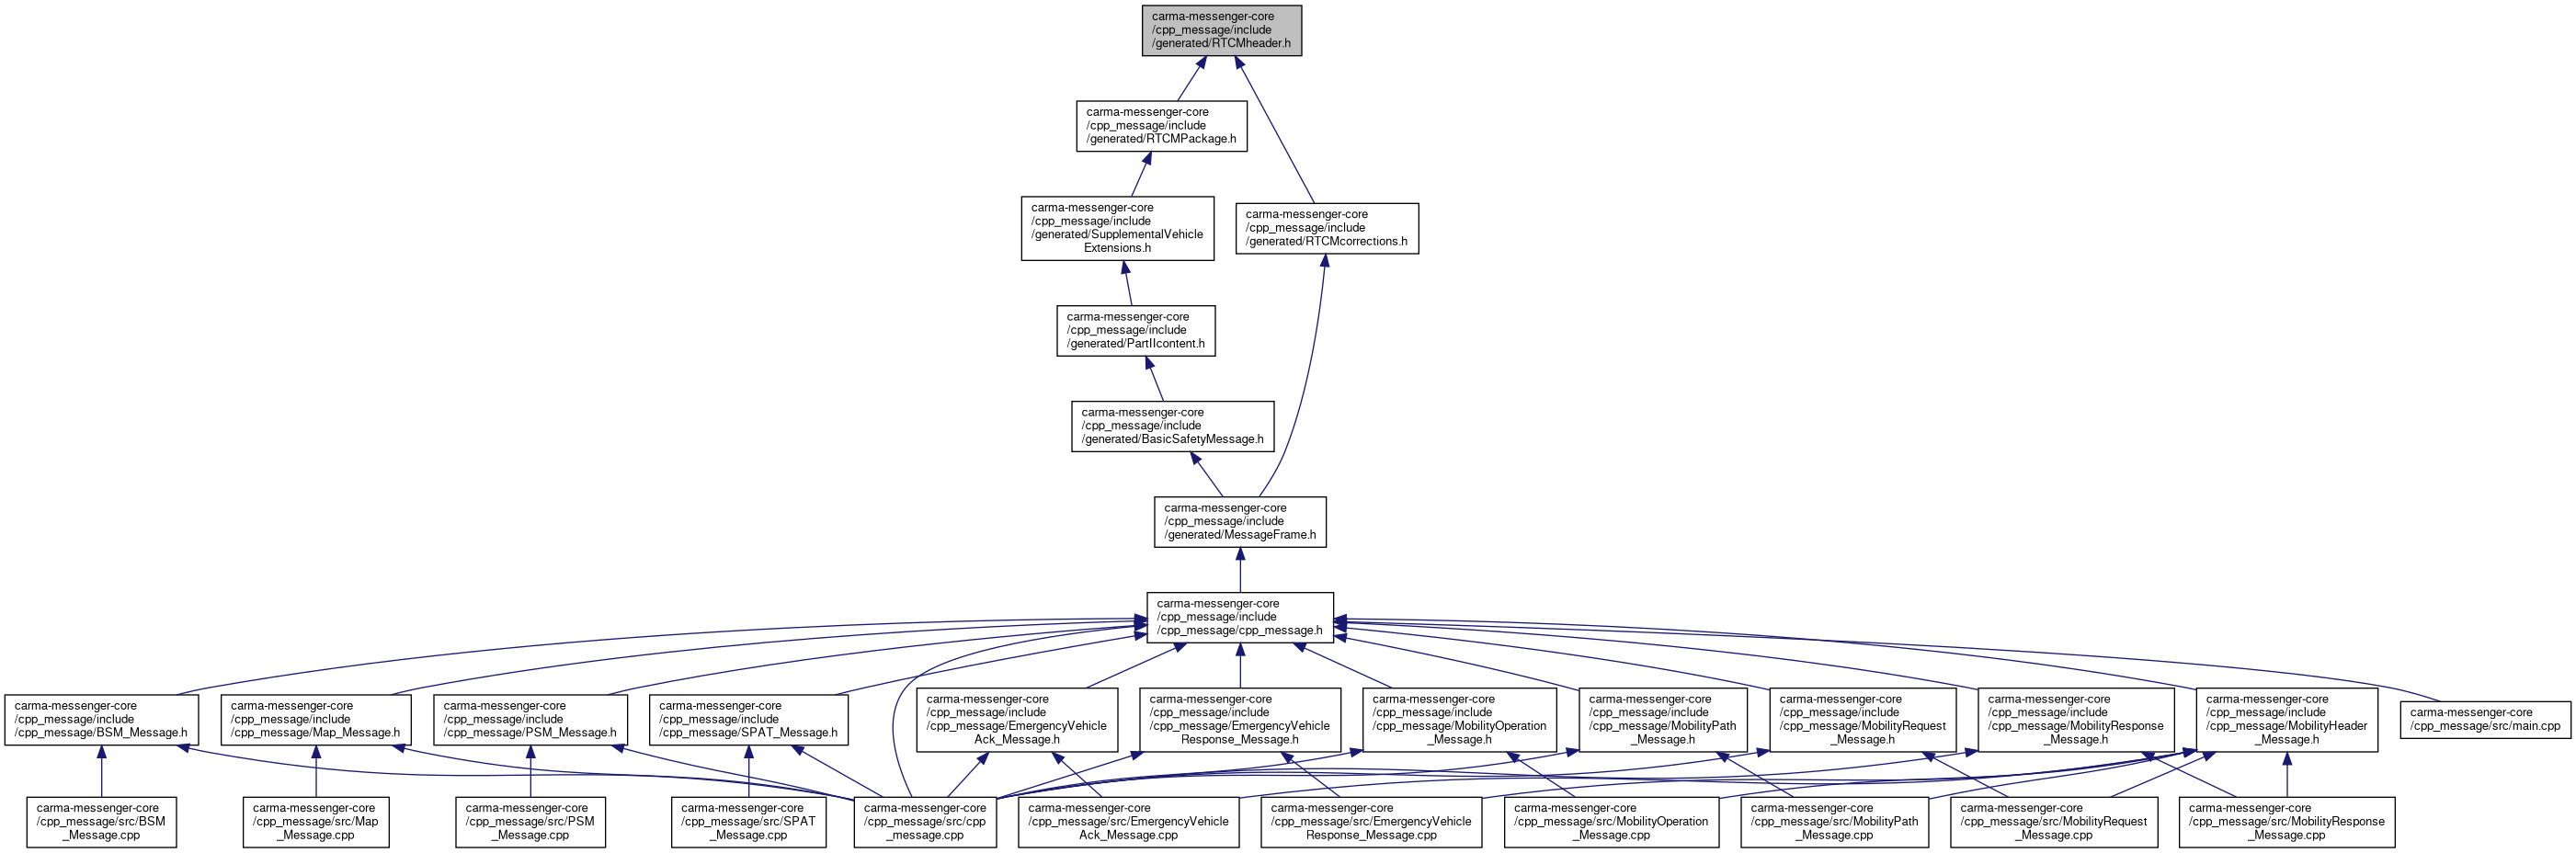 carma-messenger-core
/cpp_message/include
/generated/RTCMheader.h
carma-messenger-core
/cpp_message/include
/generated/RTCMPackage.h
carma-messenger-core
/cpp_message/include
/generated/SupplementalVehicle
Extensions.h
carma-messenger-core
/cpp_message/include
/generated/RTCMcorrections.h
carma-messenger-core
/cpp_message/include
/generated/PartIIcontent.h
carma-messenger-core
/cpp_message/include
/generated/BasicSafetyMessage.h
carma-messenger-core
/cpp_message/include
/generated/MessageFrame.h
carma-messenger-core
/cpp_message/include
/cpp_message/cpp_message.h
carma-messenger-core
/cpp_message/include
/cpp_message/BSM_Message.h
carma-messenger-core
/cpp_message/include
/cpp_message/Map_Message.h
carma-messenger-core
/cpp_message/include
/cpp_message/PSM_Message.h
carma-messenger-core
/cpp_message/include
/cpp_message/SPAT_Message.h
carma-messenger-core
/cpp_message/include
/cpp_message/EmergencyVehicle
Ack_Message.h
carma-messenger-core
/cpp_message/include
/cpp_message/EmergencyVehicle
Response_Message.h
carma-messenger-core
/cpp_message/include
/cpp_message/MobilityOperation
_Message.h
carma-messenger-core
/cpp_message/include
/cpp_message/MobilityPath
_Message.h
carma-messenger-core
/cpp_message/include
/cpp_message/MobilityRequest
_Message.h
carma-messenger-core
/cpp_message/include
/cpp_message/MobilityResponse
_Message.h
carma-messenger-core
/cpp_message/include
/cpp_message/MobilityHeader
_Message.h
carma-messenger-core
/cpp_message/src/main.cpp
carma-messenger-core
/cpp_message/src/BSM
_Message.cpp
carma-messenger-core
/cpp_message/src/Map
_Message.cpp
carma-messenger-core
/cpp_message/src/PSM
_Message.cpp
carma-messenger-core
/cpp_message/src/SPAT
_Message.cpp
carma-messenger-core
/cpp_message/src/cpp
_message.cpp
carma-messenger-core
/cpp_message/src/EmergencyVehicle
Ack_Message.cpp
carma-messenger-core
/cpp_message/src/EmergencyVehicle
Response_Message.cpp
carma-messenger-core
/cpp_message/src/MobilityOperation
_Message.cpp
carma-messenger-core
/cpp_message/src/MobilityPath
_Message.cpp
carma-messenger-core
/cpp_message/src/MobilityRequest
_Message.cpp
carma-messenger-core
/cpp_message/src/MobilityResponse
_Message.cpp